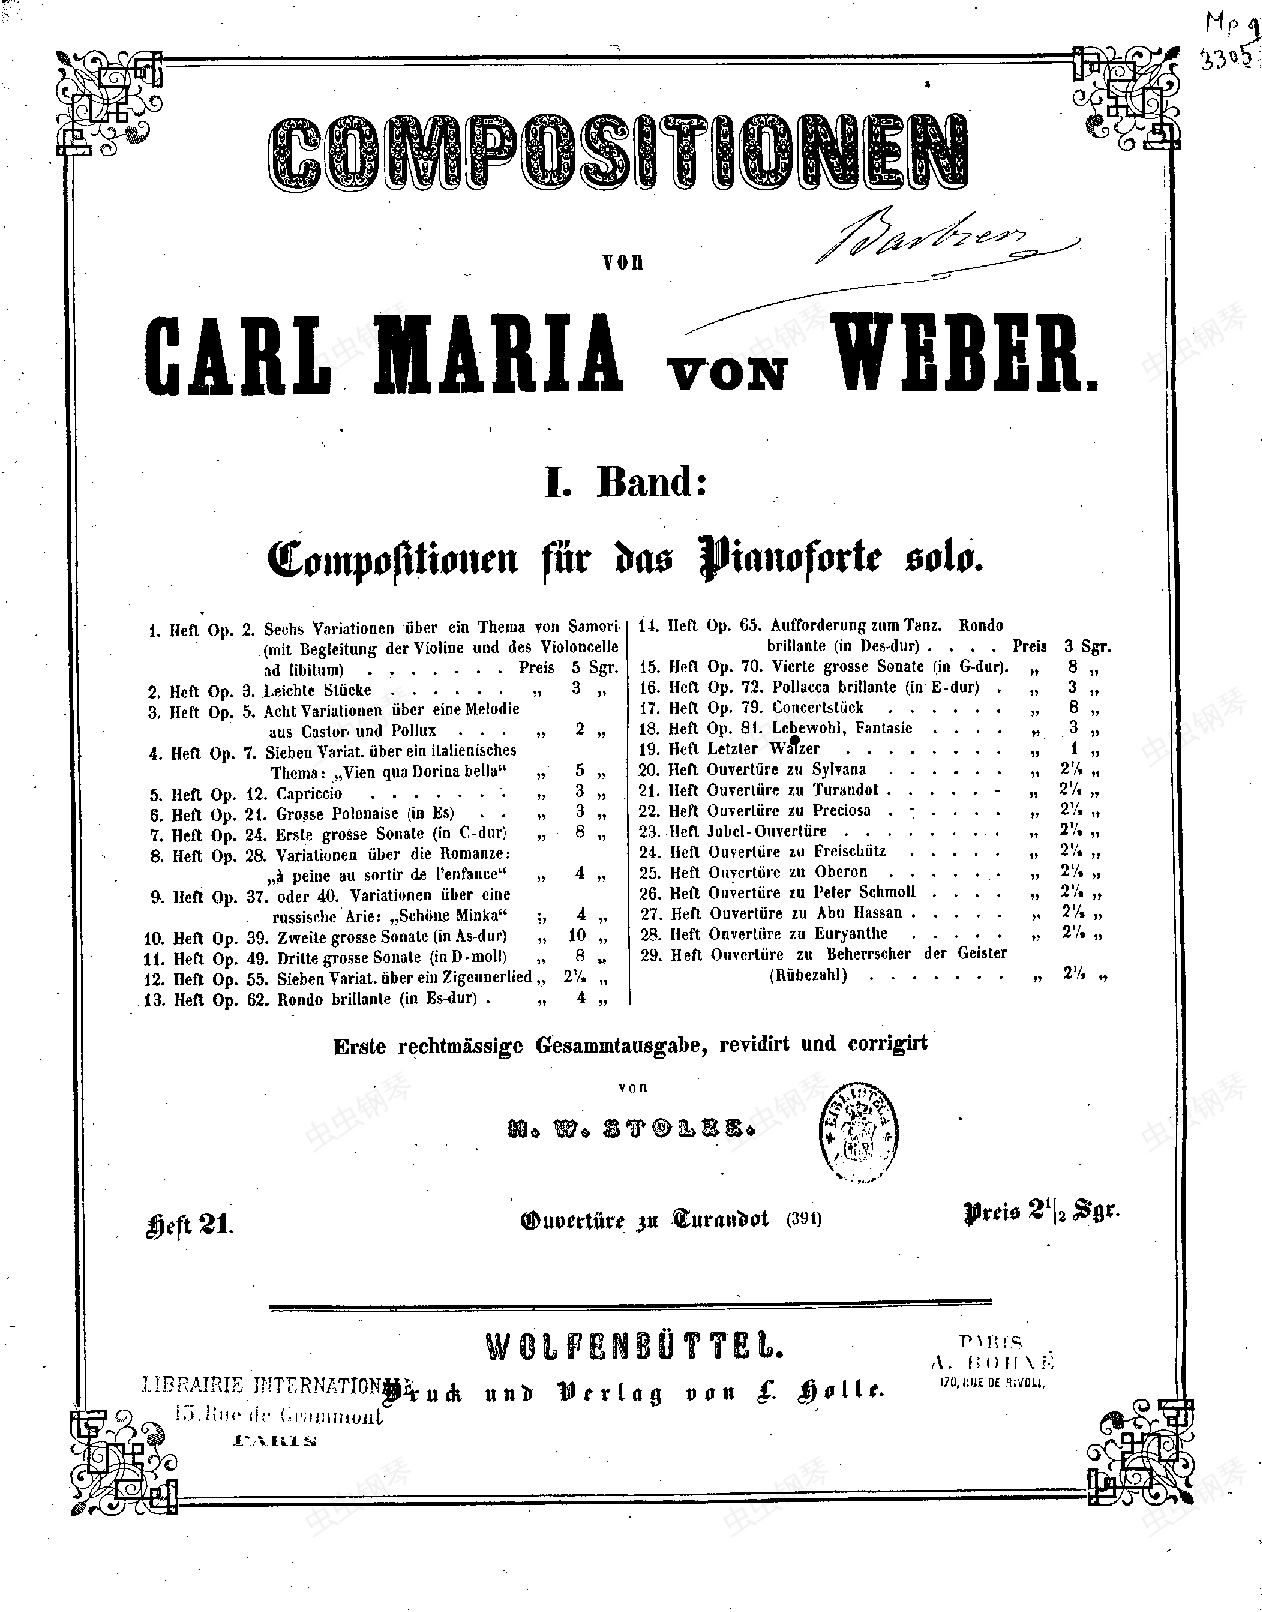 Mp 9
3305
COMPOSITIONEN
von
CARL MARIA VON WEBER.
I. Band:
Compositionen für das Pianoforte solo.
1. Heft Op. 2. Sechs Variationen über ein Thema von Samori
(mit Begleitung der Violine und des Violoncelle
ad libitum) . . . . . . . Preis 5 Sgr.
2. Heft Op. 3. Leichte Stücke . . . . . . „ 3 „
3. Heft Op. 5. Acht Variationen über eine Melodie
aus Castor und Pollux . . . „ 2 „
4. Heft Op. 7. Sieben Variat. über ein italienisches
Thema: „Vien qua Dorina bella“ „ 5 „
5. Heft Op. 12. Capriccio . . . . . . . „ 3 „
6. Heft Op. 21. Grosse Polonaise (in Es) . . „ 3 „
7. Heft Op. 24. Erste grosse Sonate (in C-dur) „ 8 „
8. Heft Op. 28. Variationen über die Romanze:
„à peine au sortir de l'enfance“ „ 4 „
9. Heft Op. 37. oder 40. Variationen über eine
russische Arie: „Schöne Minka“ „ 4 „
10. Heft Op. 39. Zweite grosse Sonate (in As-dur) „ 10 „
11. Heft Op. 49. Dritte grosse Sonate (in D-moll) „ 8 „
12. Heft Op. 55. Sieben Variat. über ein Zigeunerlied „ 2½ „
13. Heft Op. 62. Rondo brillante (in Es-dur) . „ 4 „
14. Heft Op. 65. Aufforderung zum Tanz. Rondo
brillante (in Des-dur) . . . . Preis 3 Sgr.
15. Heft Op. 70. Vierte grosse Sonate (in G-dur). „ 8 „
16. Heft Op. 72. Pollacca brillante (in E-dur) . „ 3 „
17. Heft Op. 79. Concertstück . . . . . . „ 8 „
18. Heft Op. 81. Lebewohl, Fantasie . . . . „ 3 „
19. Heft Letzter Walzer . . . . . . . . „ 1 „
20. Heft Ouvertüre zu Sylvana . . . . . . „ 2½ „
21. Heft Ouvertüre zu Turandot . . . . . . „ 2½ „
22. Heft Ouvertüre zu Preciosa . . . . . . „ 2½ „
23. Heft Jubel-Ouvertüre . . . . . . . . „ 2½ „
24. Heft Ouvertüre zu Freischütz . . . . . „ 2½ „
25. Heft Ouvertüre zu Oberon . . . . . . „ 2½ „
26. Heft Ouvertüre zu Peter Schmoll . . . . „ 2½ „
27. Heft Ouvertüre zu Abu Hassan . . . . . „ 2½ „
28. Heft Ouvertüre zu Euryanthe . . . . . „ 2½ „
29. Heft Ouvertüre zu Beherrscher der Geister
(Rübezahl) . . . . . . . „ 2½ „
Erste rechtmässige Gesammtausgabe, revidirt und corrigirt
von
H. W. STOLZE.
BIBLIOTECA
Heft 21.
Ouvertüre zu Turandot (391)
Preis 2 1/2 Sgr.
WOLFENBÜTTEL.
Druck und Verlag von L. Holle.
LIBRAIRIE INTERNATIONALE
15, Rue de Grammont
PARIS
PARIS
A. BOHNÉ
170, RUE DE RIVOLI,
虫虫钢琴